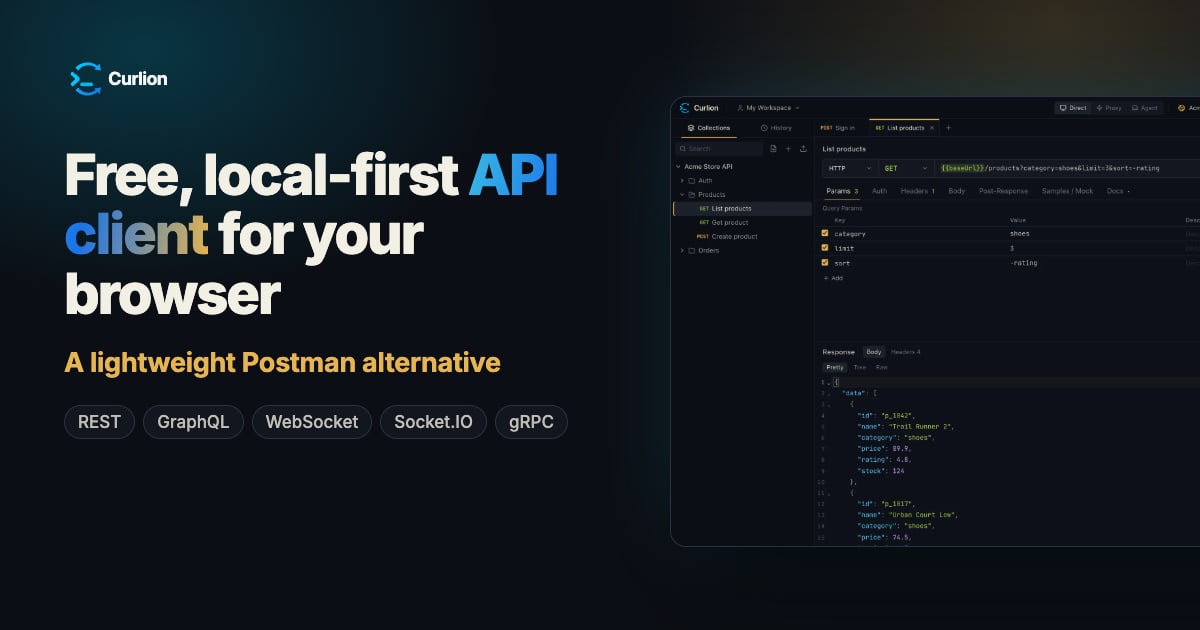 Curlion
Free, local-first API
client for your
browser
A lightweight Postman alternative
REST GraphQL WebSocket Socket.IO gRPC
Curlion My Workspace
Direct Proxy Agent
Collections History
POST Sign in GET List products × +
Search
List products
Acme Store API
HTTP GET {{baseUrl}}/products?category=shoes&limit=3&sort=-rating
Auth
Products
GET List products
GET Get product
POST Create product
Orders
Params 3 Auth Headers 1 Body Post-Response Samples / Mock Docs
Query Params
Key Value
category shoes
limit 3
sort -rating
+ Add
Response Body Headers 4
Pretty Tree Raw
1 {
2 "data": [
3 {
4 "id": "p_1042",
5 "name": "Trail Runner 2",
6 "category": "shoes",
7 "price": 89.9,
8 "rating": 4.8,
9 "stock": 124
10 },
11 {
12 "id": "p_1017",
13 "name": "Urban Court Low",
14 "category": "shoes",
15 "price": 74.5,